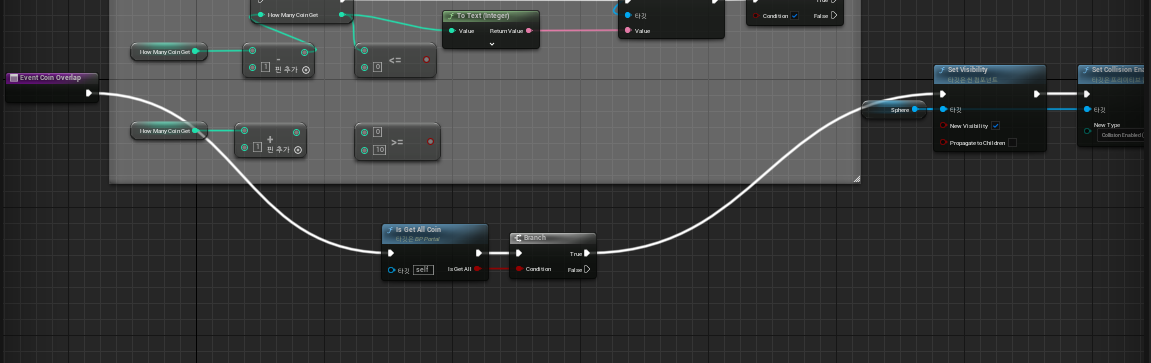 How Many Coin Get
To Text (Integer)
Value
Return Value
타깃
Value
Condition
False
How Many Coin Get
-
1
핀 추가
0
<=
Event Coin Overlap
How Many Coin Get
+
1
핀 추가
0
10
>=
Set Visibility
타깃은 씬 컴포넌트
Sphere
타깃
New Visibility
Propagate to Children
Set Collision Ena
타깃
New Type
Collision Enabled (
Is Get All Coin
타깃은 BP Portal
타깃
self
Is Get All
Branch
True
Condition
False